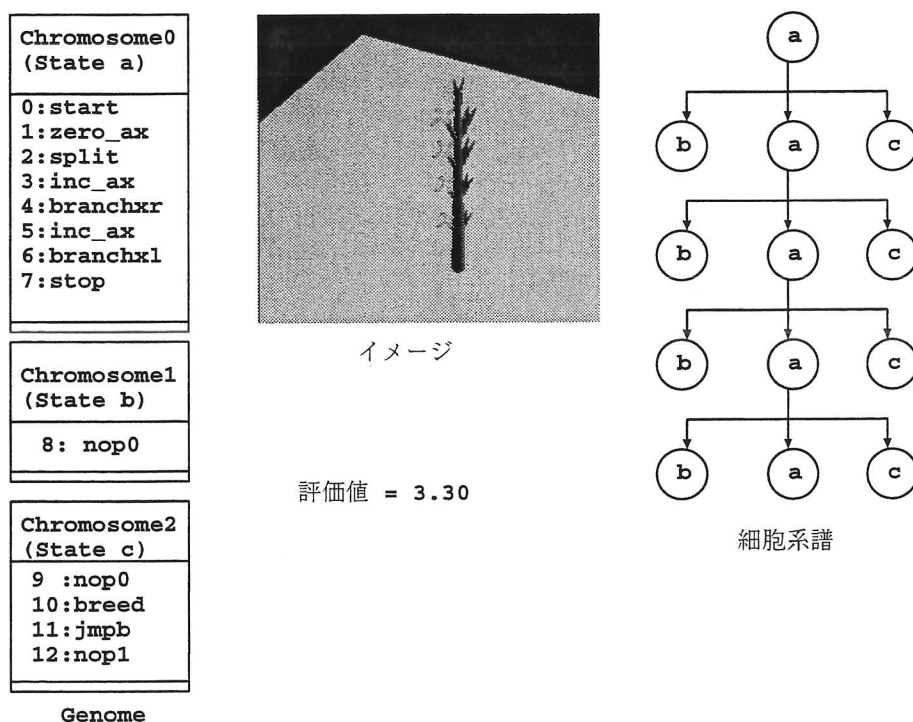 Chromosome0
(State a)
0:start
1:zero_ax
2:split
3:inc_ax
4:branchxr
5:inc_ax
6:branchxl
7:stop
Chromosome1
(State b)
8: nop0
Chromosome2
(State c)
9 :nop0
10:breed
11:jmpb
12:nop1
Genome
イメージ
評価値 = 3.30
a
b a c
b a c
b a c
b a c
細胞系譜